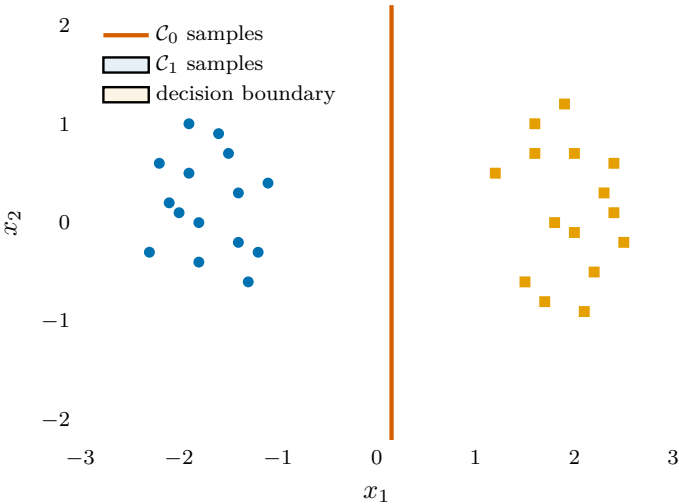 2
𝒞₀ samples
𝒞₁ samples
decision boundary
1
0
−1
−2
x₂
−3 −2 −1 0 1 2 3
x₁